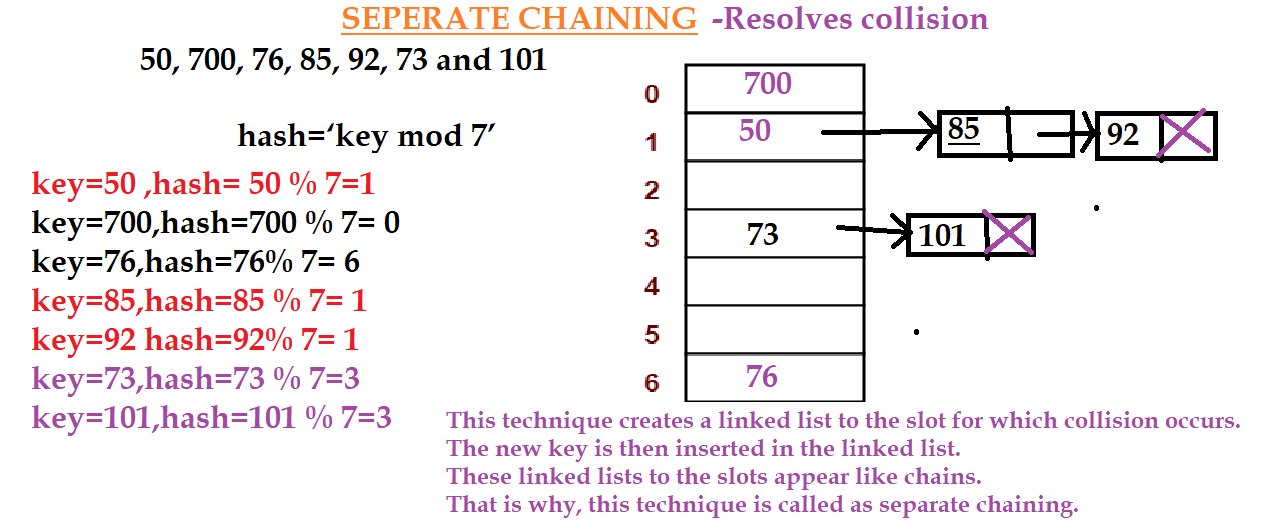 SEPERATE CHAINING -Resolves collision
50, 700, 76, 85, 92, 73 and 101
hash=‘key mod 7’
key=50 ,hash= 50 % 7=1
key=700,hash=700 % 7= 0
key=76,hash=76% 7= 6
key=85,hash=85 % 7= 1
key=92 hash=92% 7= 1
key=73,hash=73 % 7=3
key=101,hash=101 % 7=3
0 700
1 50 85 92
2
3 73 101
4
5
6 76
This technique creates a linked list to the slot for which collision occurs.
The new key is then inserted in the linked list.
These linked lists to the slots appear like chains.
That is why, this technique is called as separate chaining.